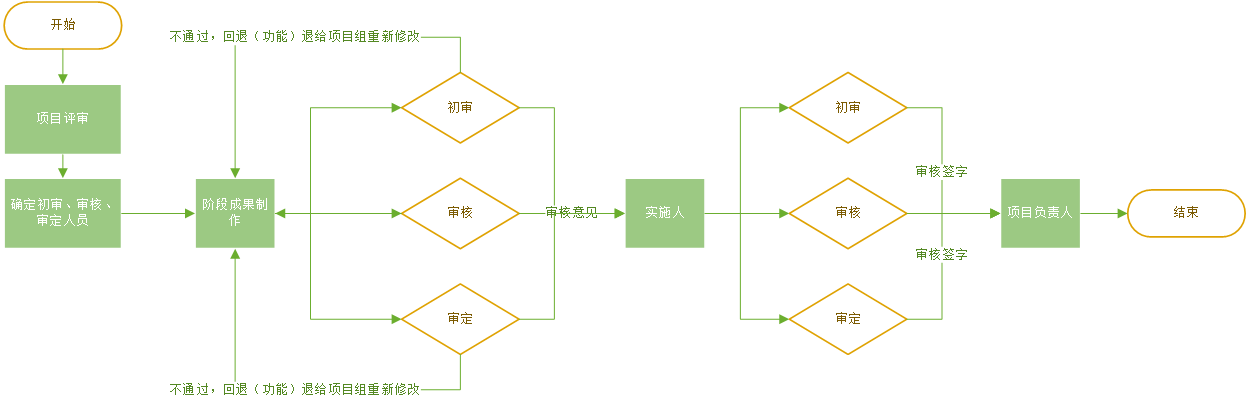 开始
项目评审
确定初审、审核、
审定人员
不通过，回退（功能）退给项目组重新修改
阶段成果制
作
不通过，回退（功能）退给项目组重新修改
初审
审核
审定
审核意见
实施人
初审
审核
审定
审核签字
审核签字
项目负责人
结束